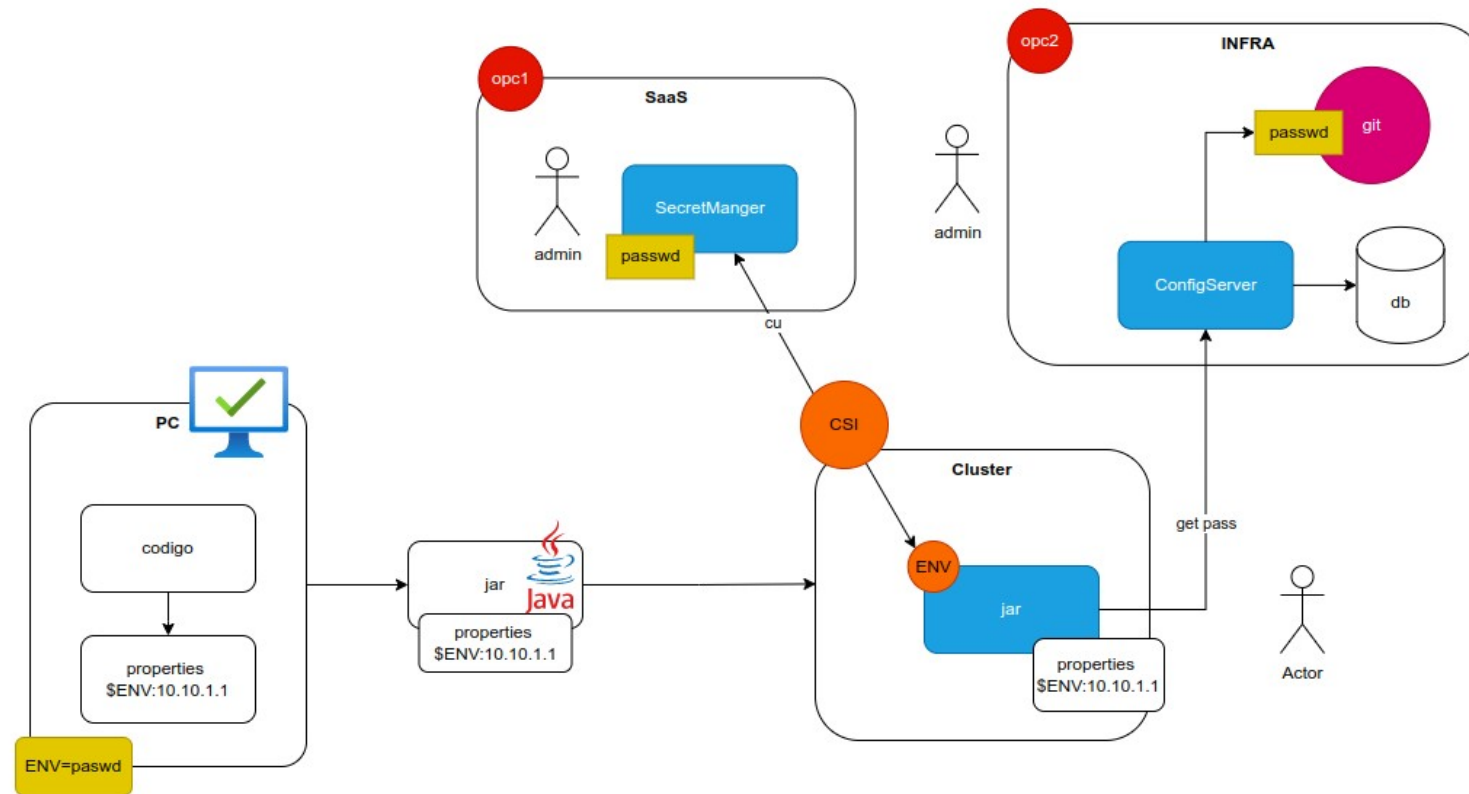 opc1
SaaS
admin
SecretManger
passwd
opc2
INFRA
passwd
git
admin
ConfigServer
db
cu
get pass
PC
codigo
properties
$ENV:10.10.1.1
ENV=paswd
jar
Java
properties
$ENV:10.10.1.1
CSI
Cluster
ENV
jar
properties
$ENV:10.10.1.1
Actor